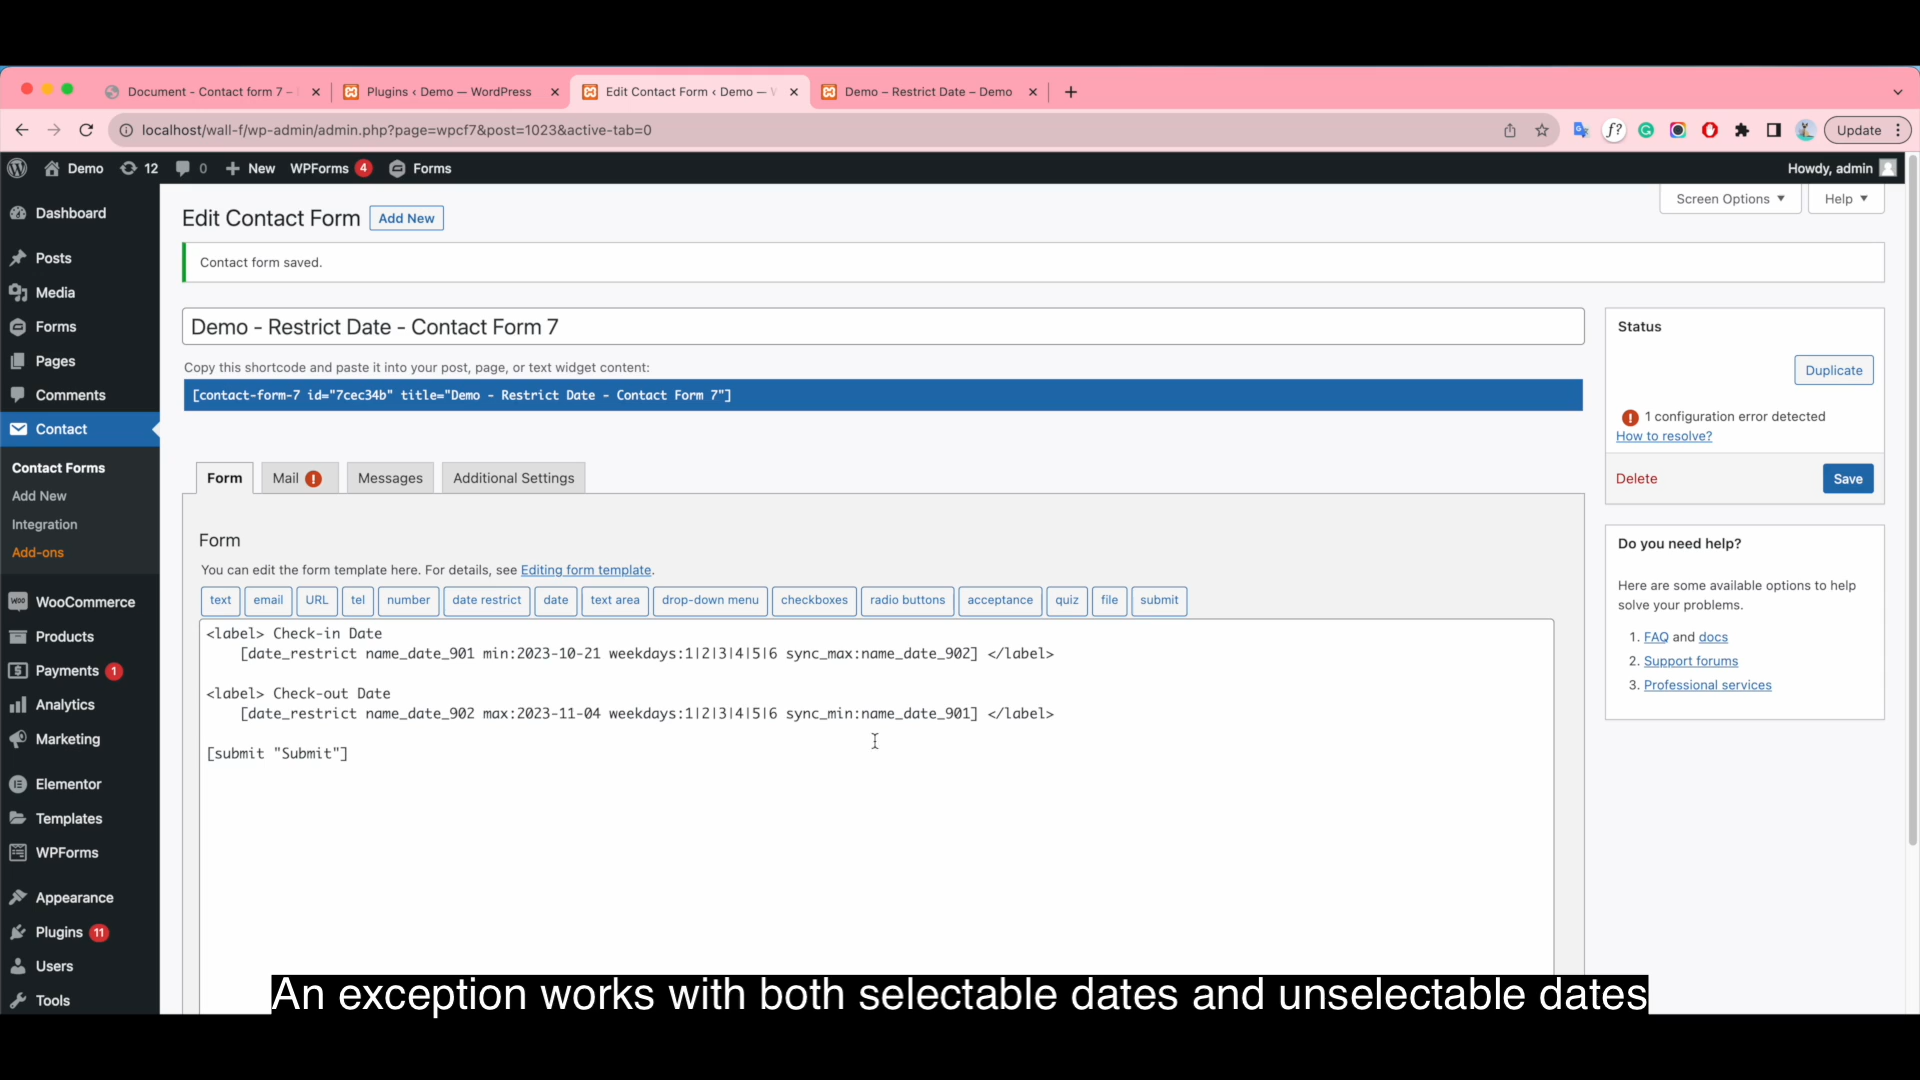 Document - Contact form 7 –
Plugins ‹ Demo — WordPress
Edit Contact Form ‹ Demo — W
Demo – Restrict Date – Demo
localhost/wall-f/wp-admin/admin.php?page=wpcf7&post=1023&active-tab=0
f?
Update
Demo
12
0
New
WPForms 4
Forms
Howdy, admin
Dashboard
Posts
Media
Forms
Pages
Comments
Contact
Contact Forms
Add New
Integration
Add-ons
WooCommerce
Products
Payments 1
Analytics
Marketing
Elementor
Templates
WPForms
Appearance
Plugins 11
Users
Tools
Screen Options ▼
Help ▼
Edit Contact Form
Add New
Contact form saved.
Demo - Restrict Date - Contact Form 7
Copy this shortcode and paste it into your post, page, or text widget content:
[contact-form-7 id="7cec34b" title="Demo - Restrict Date - Contact Form 7"]
Form
Mail
Messages
Additional Settings
Form
You can edit the form template here. For details, see Editing form template.
text
email
URL
tel
number
date restrict
date
text area
drop-down menu
checkboxes
radio buttons
acceptance
quiz
file
submit
<label> Check-in Date
[date_restrict name_date_901 min:2023-10-21 weekdays:1|2|3|4|5|6 sync_max:name_date_902] </label>
<label> Check-out Date
[date_restrict name_date_902 max:2023-11-04 weekdays:1|2|3|4|5|6 sync_min:name_date_901] </label>
[submit "Submit"]
Status
Duplicate
1 configuration error detected
How to resolve?
Delete
Save
Do you need help?
Here are some available options to help
solve your problems.
1. FAQ and docs
2. Support forums
3. Professional services
An exception works with both selectable dates and unselectable dates